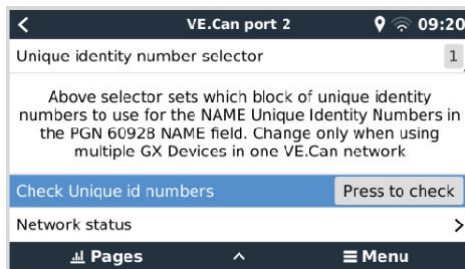 VE.Can port 2 09:20
Unique identity number selector 1
Above selector sets which block of unique identity
numbers to use for the NAME Unique Identity Numbers in
the PGN 60928 NAME field. Change only when using
multiple GX Devices in one VE.Can network
Check Unique id numbers Press to check
Network status
Pages Menu